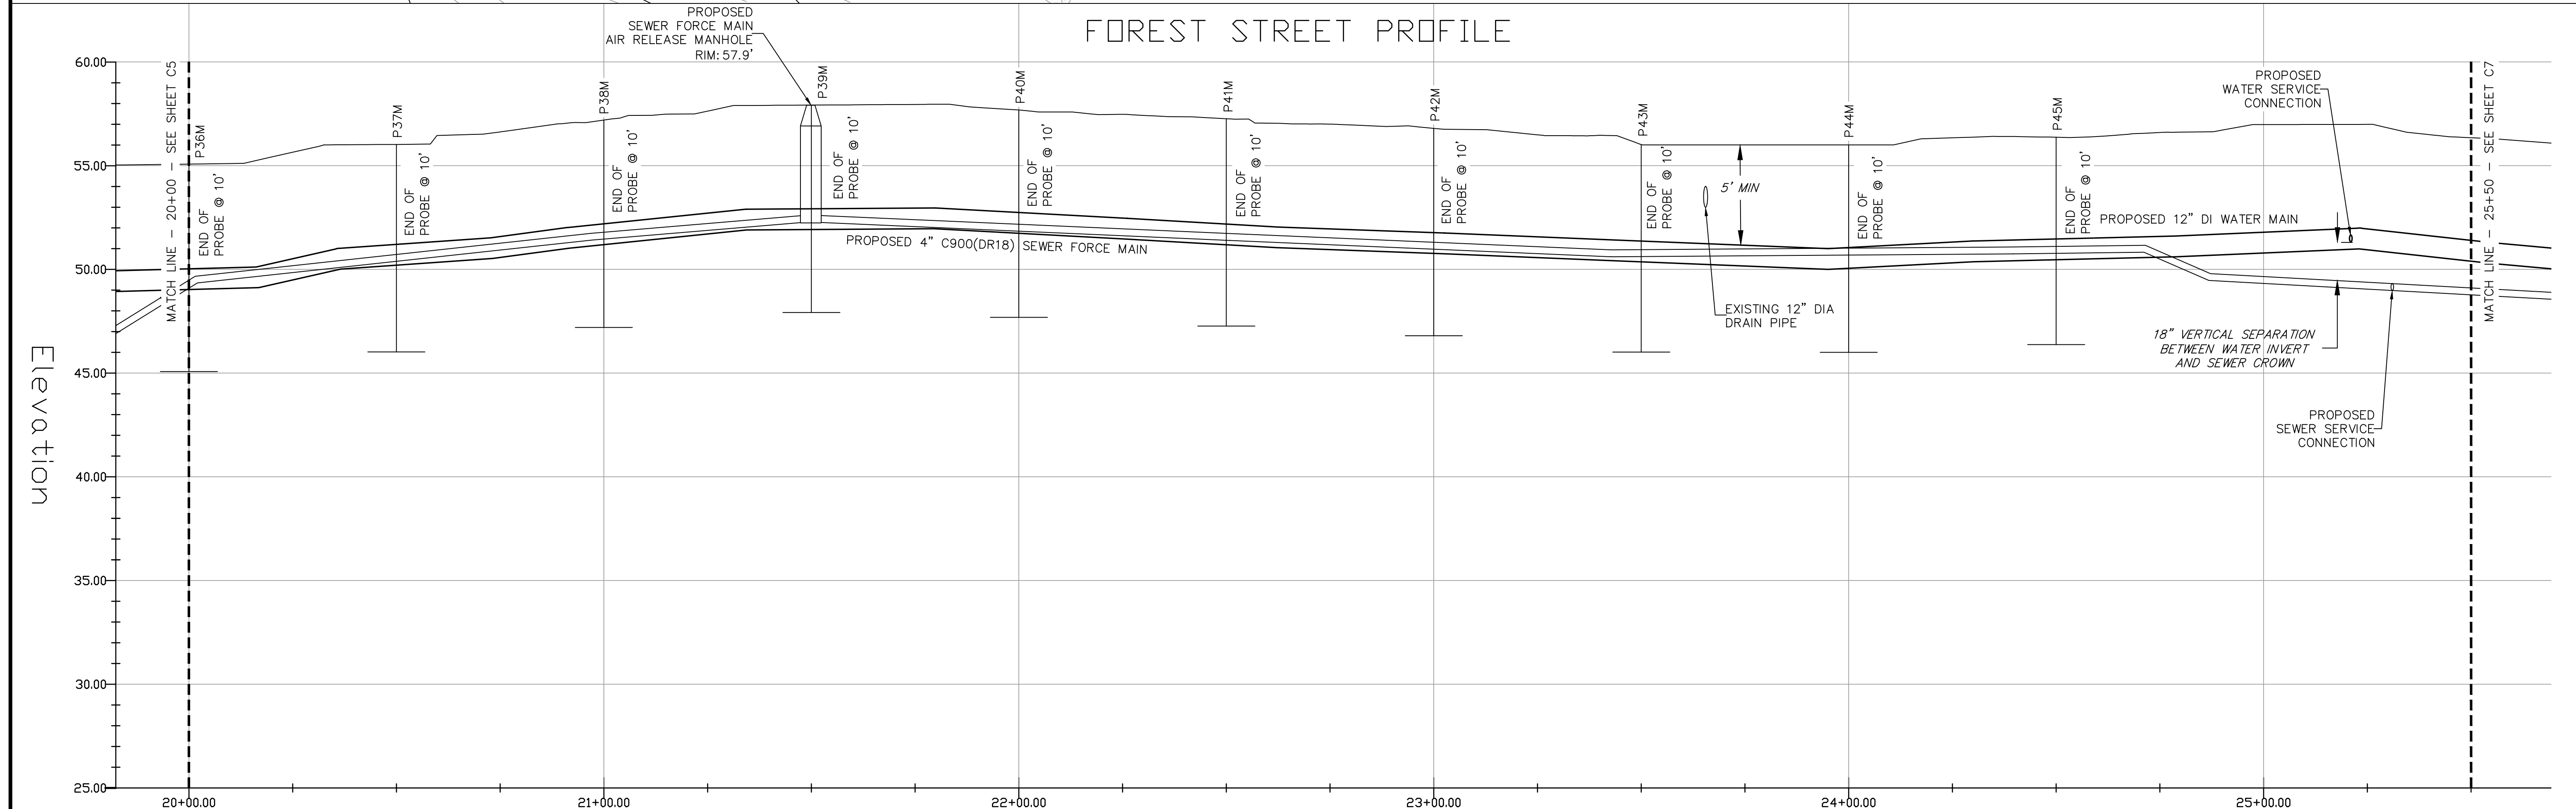 FOREST STREET PROFILE
PROPOSED
SEWER FORCE MAIN
AIR RELEASE MANHOLE
RIM: 57.9'
Elevation
60.00
55.00
50.00
45.00
40.00
35.00
30.00
25.00
MATCH LINE - 20+00 - SEE SHEET C5
P36M
END OF
PROBE @ 10'
P37M
END OF
PROBE @ 10'
P38M
END OF
PROBE @ 10'
P39M
END OF
PROBE @ 10'
P40M
END OF
PROBE @ 10'
P41M
END OF
PROBE @ 10'
P42M
END OF
PROBE @ 10'
P43M
END OF
PROBE @ 10'
P44M
END OF
PROBE @ 10'
P45M
END OF
PROBE @ 10'
PROPOSED 4" C900(DR18) SEWER FORCE MAIN
5' MIN
EXISTING 12" DIA
DRAIN PIPE
PROPOSED 12" DI WATER MAIN
PROPOSED
WATER SERVICE
CONNECTION
18" VERTICAL SEPARATION
BETWEEN WATER INVERT
AND SEWER CROWN
PROPOSED
SEWER SERVICE
CONNECTION
MATCH LINE - 25+50 - SEE SHEET C7
20+00.00
21+00.00
22+00.00
23+00.00
24+00.00
25+00.00